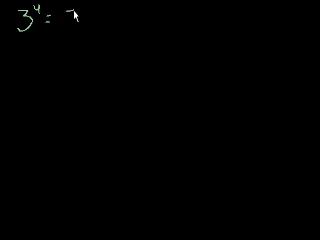 3⁴ =